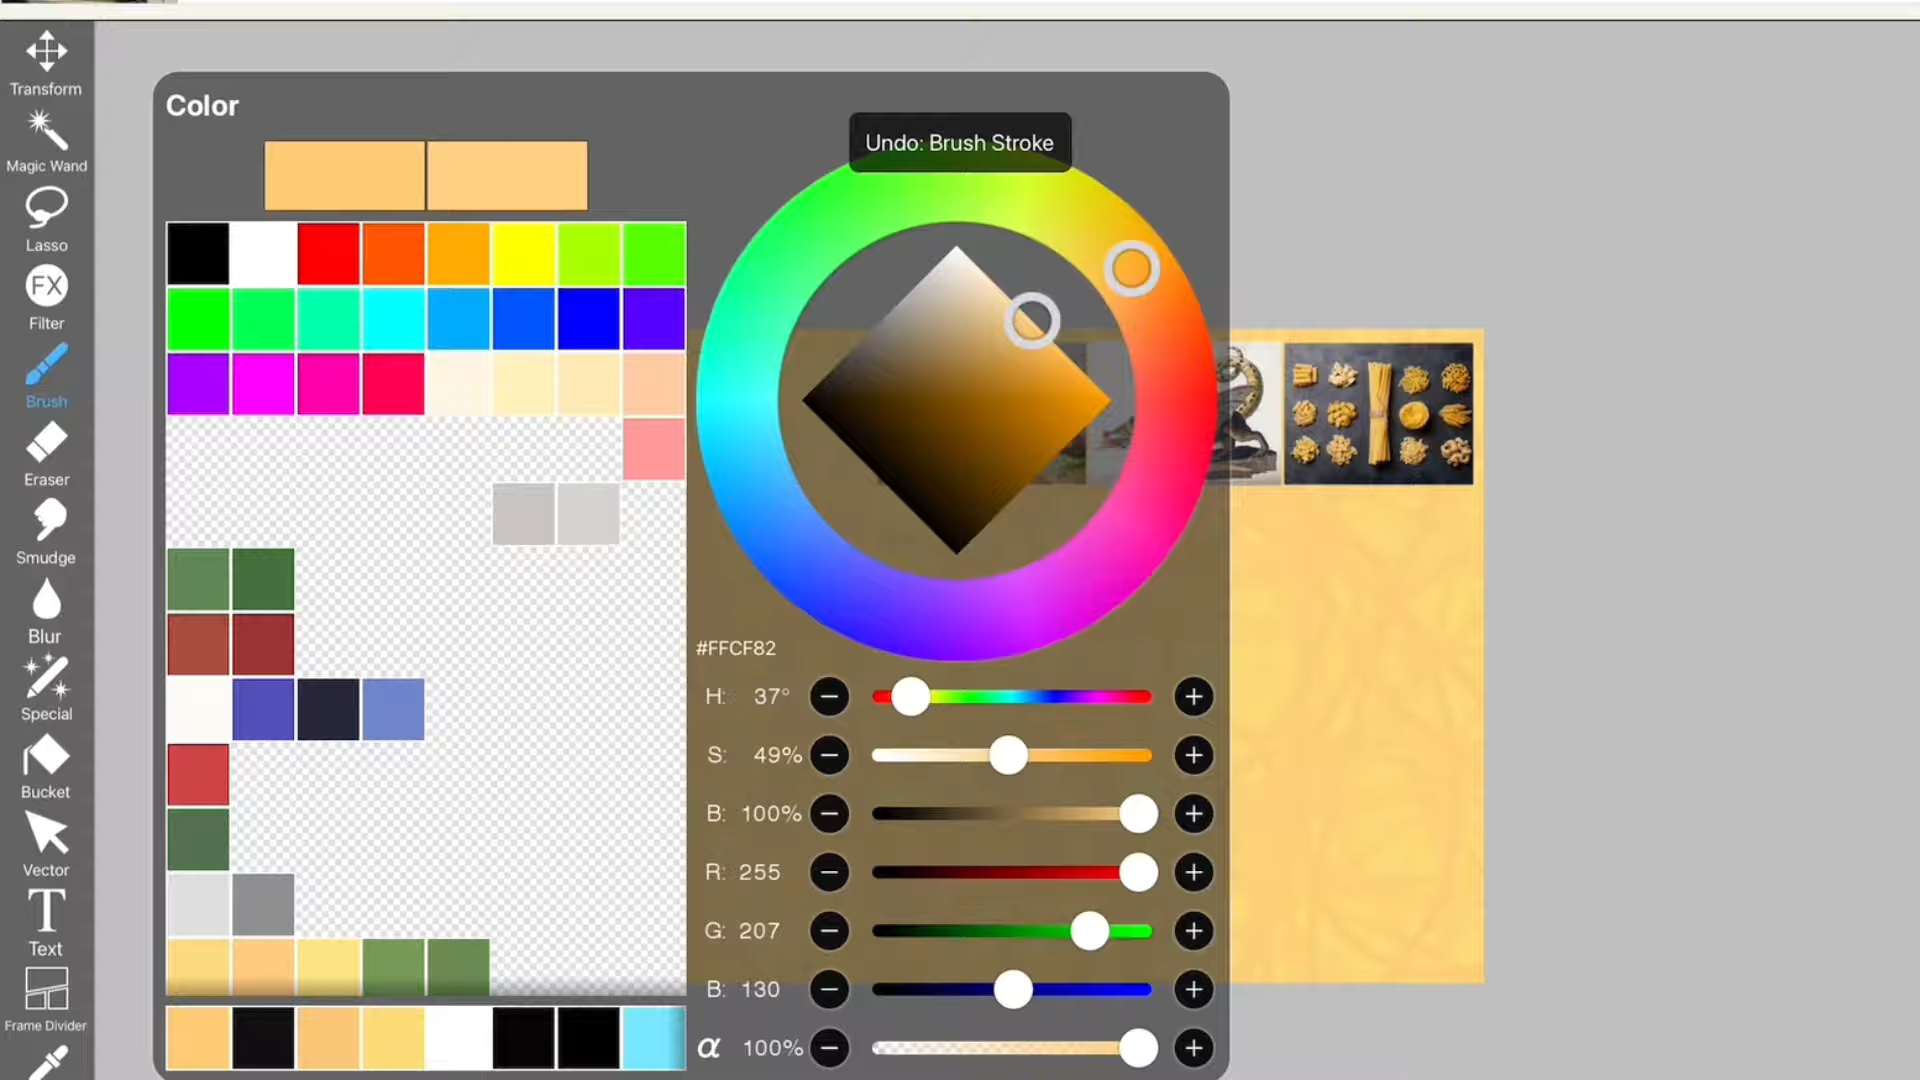 Transform
Magic Wand
Lasso
FX
Filter
Brush
Eraser
Smudge
Blur
Special
Bucket
Vector
T
Text
Frame Divider
Color
Undo: Brush Stroke
#FFCF82
H: 37°
S: 49%
B: 100%
R: 255
G: 207
B: 130
α 100%